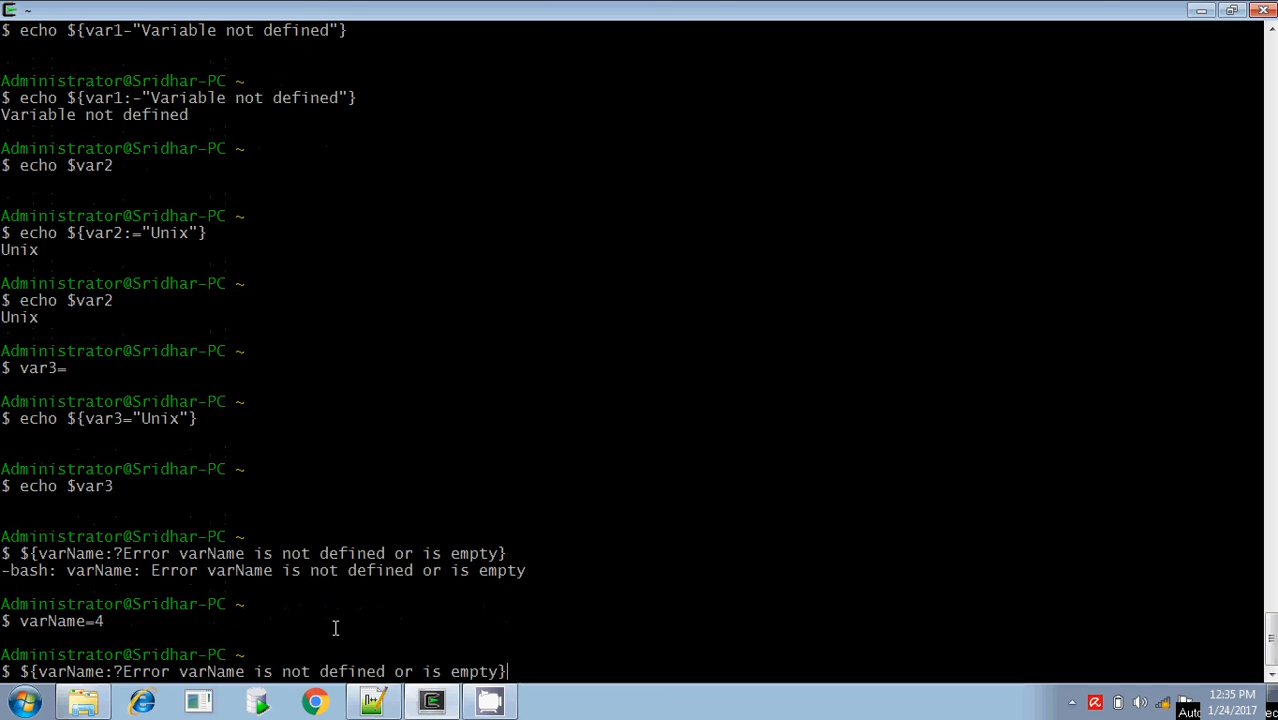 ~
$ echo ${var1-"Variable not defined"}
Administrator@Sridhar-PC ~
$ echo ${var1:-"Variable not defined"}
Variable not defined
Administrator@Sridhar-PC ~
$ echo $var2
Administrator@Sridhar-PC ~
$ echo ${var2:="Unix"}
Unix
Administrator@Sridhar-PC ~
$ echo $var2
Unix
Administrator@Sridhar-PC ~
$ var3=
Administrator@Sridhar-PC ~
$ echo ${var3="Unix"}
Administrator@Sridhar-PC ~
$ echo $var3
Administrator@Sridhar-PC ~
$ ${varName:?Error varName is not defined or is empty}
-bash: varName: Error varName is not defined or is empty
Administrator@Sridhar-PC ~
$ varName=4
Administrator@Sridhar-PC ~
$ ${varName:?Error varName is not defined or is empty}
12:35 PM
1/24/2017